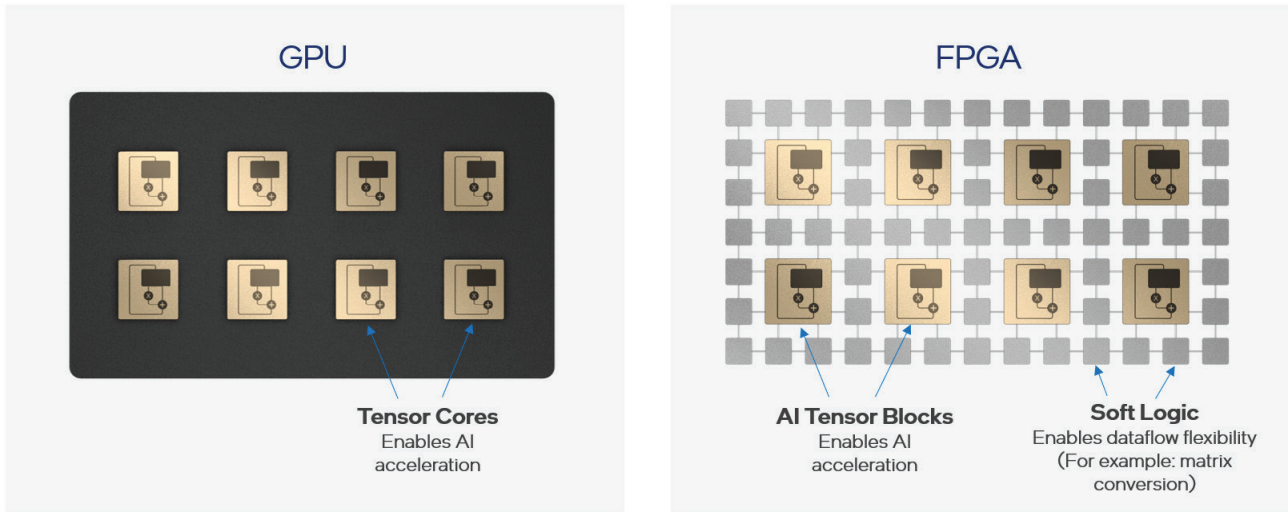 GPU
Tensor Cores
Enables AI
acceleration
FPGA
AI Tensor Blocks
Enables AI
acceleration
Soft Logic
Enables dataflow flexibility
(For example: matrix
conversion)